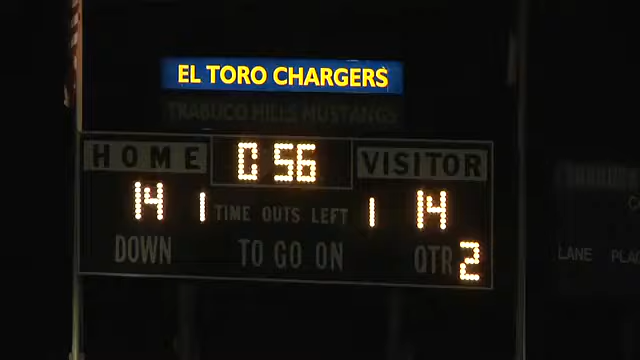 EL TORO CHARGERS
TRABUCO HILLS MUSTANGS
HOME 0 56 VISITOR
14 1 TIME OUTS LEFT 1 14
DOWN TO GO ON QTR 2
LANE